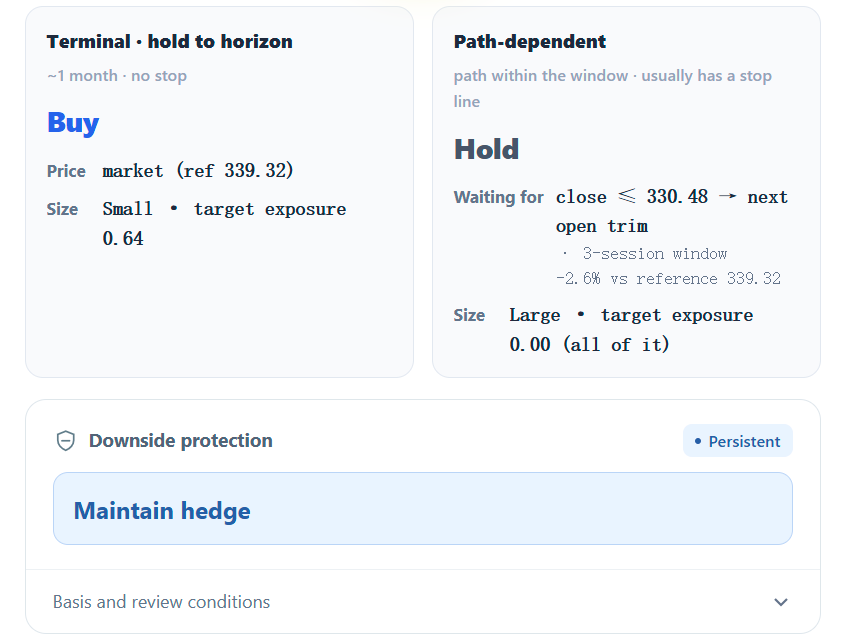 Terminal · hold to horizon
~1 month · no stop
Buy
Price market (ref 339.32)
Size Small • target exposure
0.64
Path-dependent
path within the window · usually has a stop
line
Hold
Waiting for close ≤ 330.48 → next
open trim
· 3-session window
-2.6% vs reference 339.32
Size Large • target exposure
0.00 (all of it)
Downside protection
• Persistent
Maintain hedge
Basis and review conditions